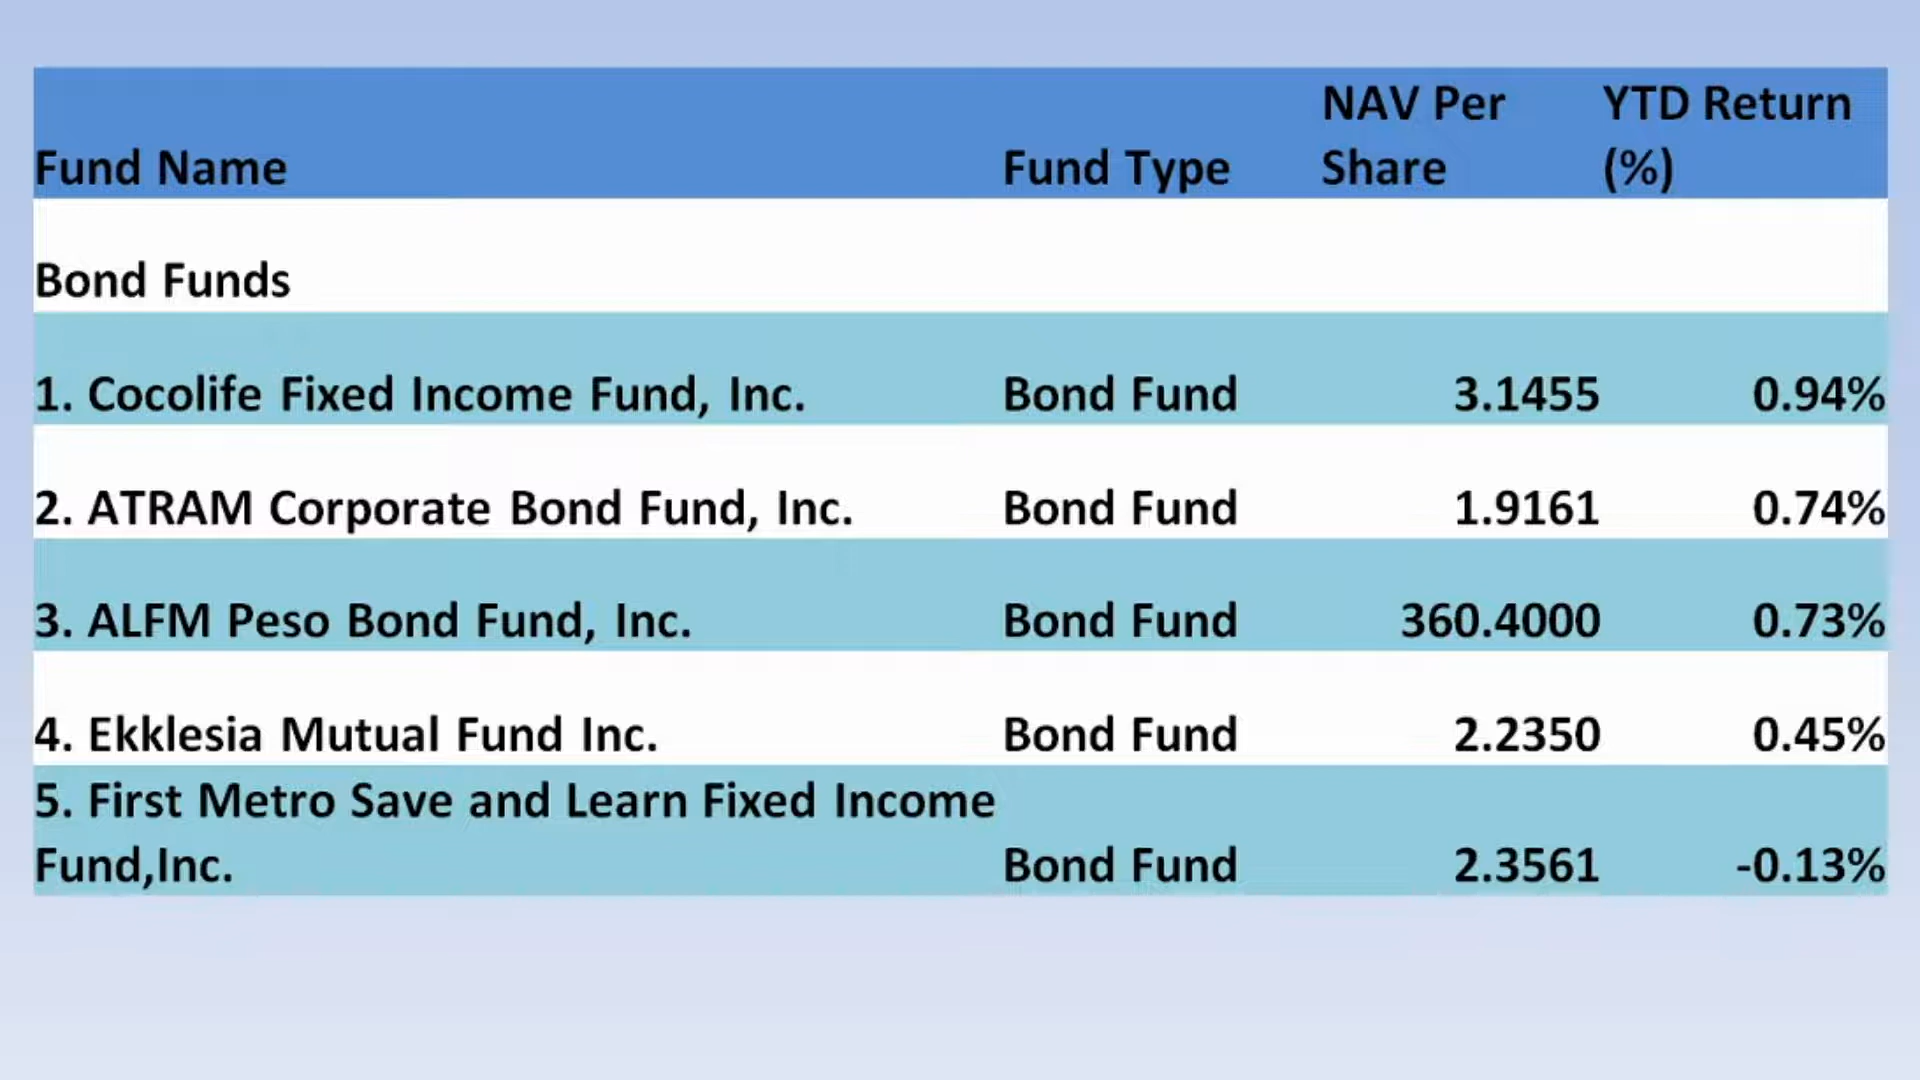 Fund Name Fund Type NAV Per Share YTD Return (%)
Bond Funds
1. Cocolife Fixed Income Fund, Inc. Bond Fund 3.1455 0.94%
2. ATRAM Corporate Bond Fund, Inc. Bond Fund 1.9161 0.74%
3. ALFM Peso Bond Fund, Inc. Bond Fund 360.4000 0.73%
4. Ekklesia Mutual Fund Inc. Bond Fund 2.2350 0.45%
5. First Metro Save and Learn Fixed Income
Fund,Inc. Bond Fund 2.3561 -0.13%